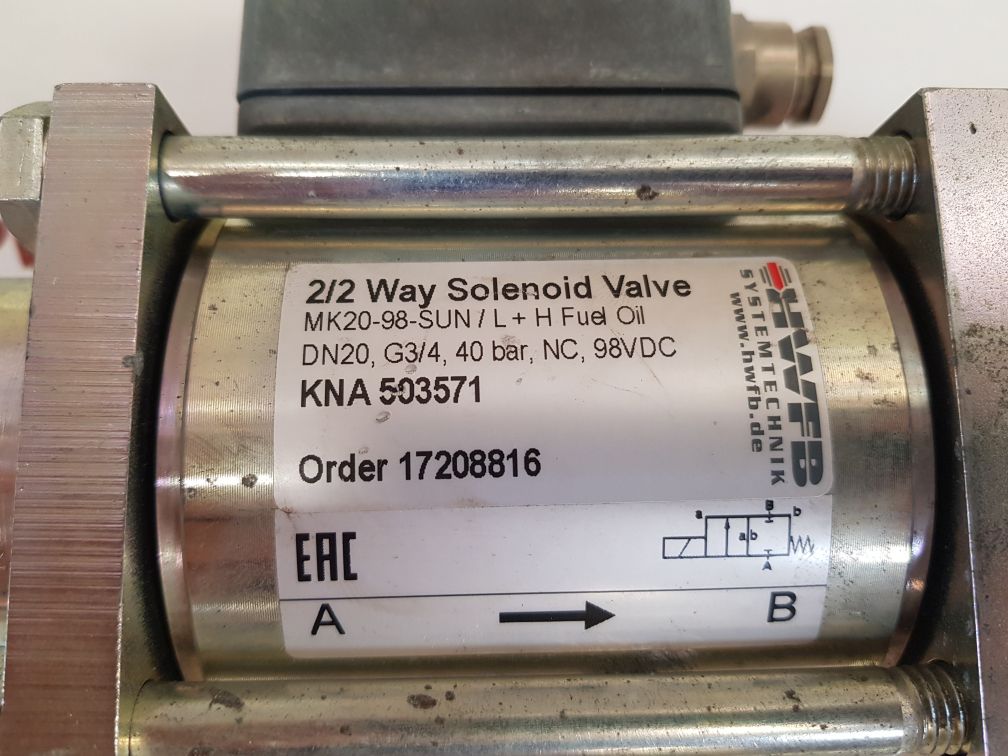 2/2 Way Solenoid Valve
MK20-98-SUN / L + H Fuel Oil
DN20, G3/4, 40 bar, NC, 98VDC
KNA 503571
Order 17208816
HWFB
SYSTEMTECHNIK
www.hwfb.de
EAC
a B b
a b
A
A B